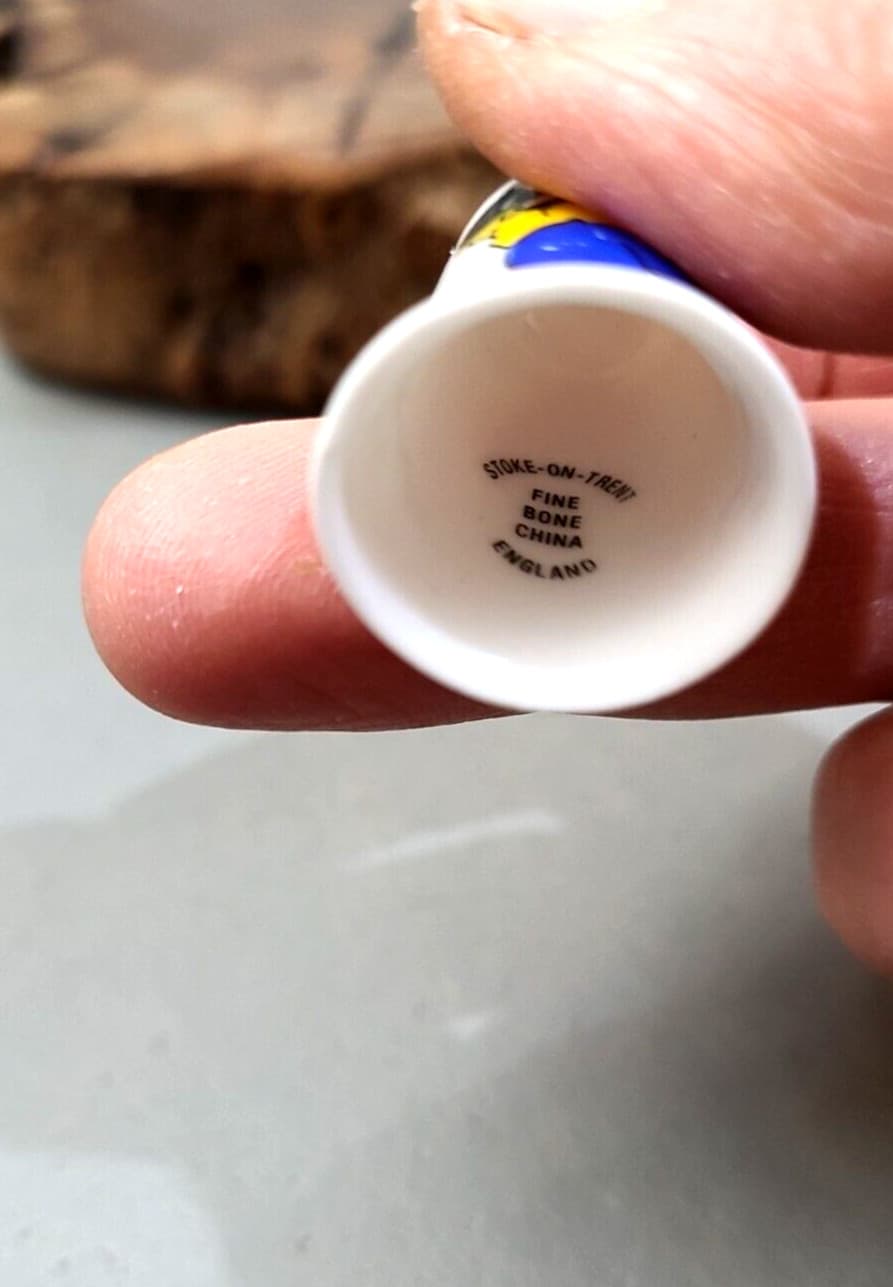 STOKE-ON-TRENT
FINE
BONE
CHINA
ENGLAND